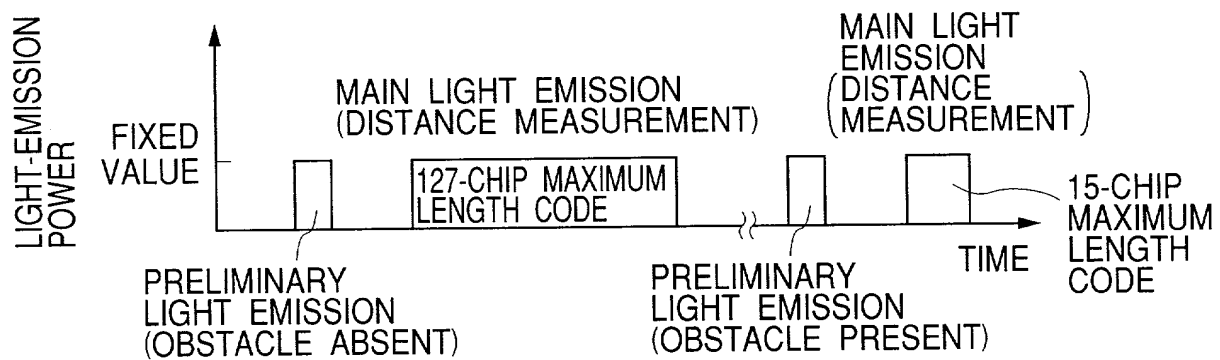 LIGHT-EMISSION
POWER
FIXED
VALUE
MAIN LIGHT EMISSION
(DISTANCE MEASUREMENT)
127-CHIP MAXIMUM
LENGTH CODE
PRELIMINARY
LIGHT EMISSION
(OBSTACLE ABSENT)
MAIN LIGHT
EMISSION
(DISTANCE
MEASUREMENT)
PRELIMINARY
LIGHT EMISSION
(OBSTACLE PRESENT)
TIME
15-CHIP
MAXIMUM
LENGTH
CODE